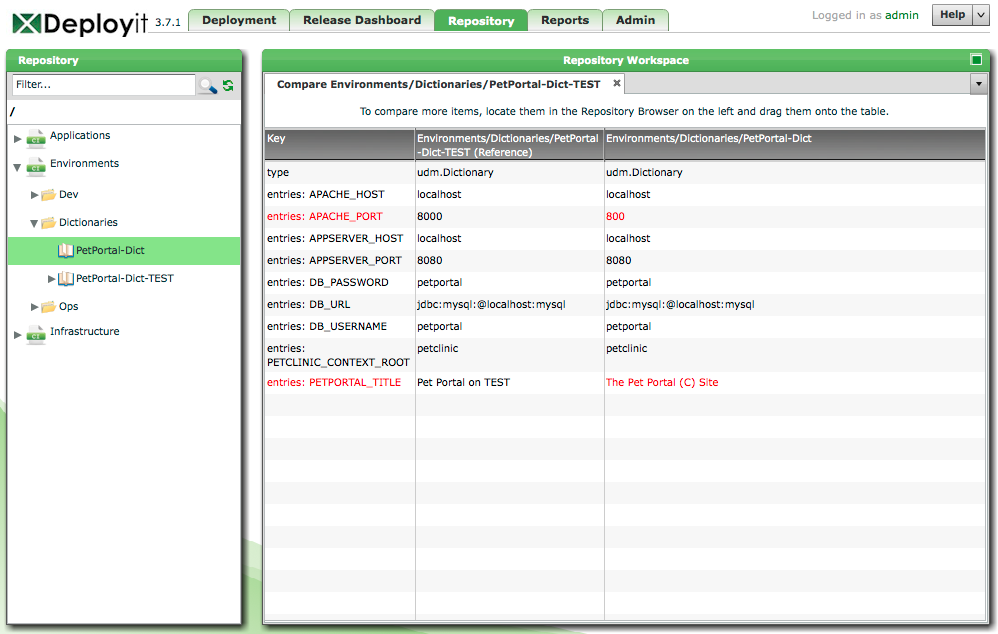 Deployit 3.7.1
Deployment
Release Dashboard
Repository
Reports
Admin
Logged in as admin
Help
Repository
Filter...
/
Applications
Environments
Dev
Dictionaries
PetPortal-Dict
PetPortal-Dict-TEST
Ops
Infrastructure
Repository Workspace
Compare Environments/Dictionaries/PetPortal-Dict-TEST
To compare more items, locate them in the Repository Browser on the left and drag them onto the table.
Key Environments/Dictionaries/PetPortal Environments/Dictionaries/PetPortal-Dict
-Dict-TEST (Reference)
type udm.Dictionary udm.Dictionary
entries: APACHE_HOST localhost localhost
entries: APACHE_PORT 8000 800
entries: APPSERVER_HOST localhost localhost
entries: APPSERVER_PORT 8080 8080
entries: DB_PASSWORD petportal petportal
entries: DB_URL jdbc:mysql:@localhost:mysql jdbc:mysql:@localhost:mysql
entries: DB_USERNAME petportal petportal
entries: petclinic petclinic
PETCLINIC_CONTEXT_ROOT
entries: PETPORTAL_TITLE Pet Portal on TEST The Pet Portal (C) Site